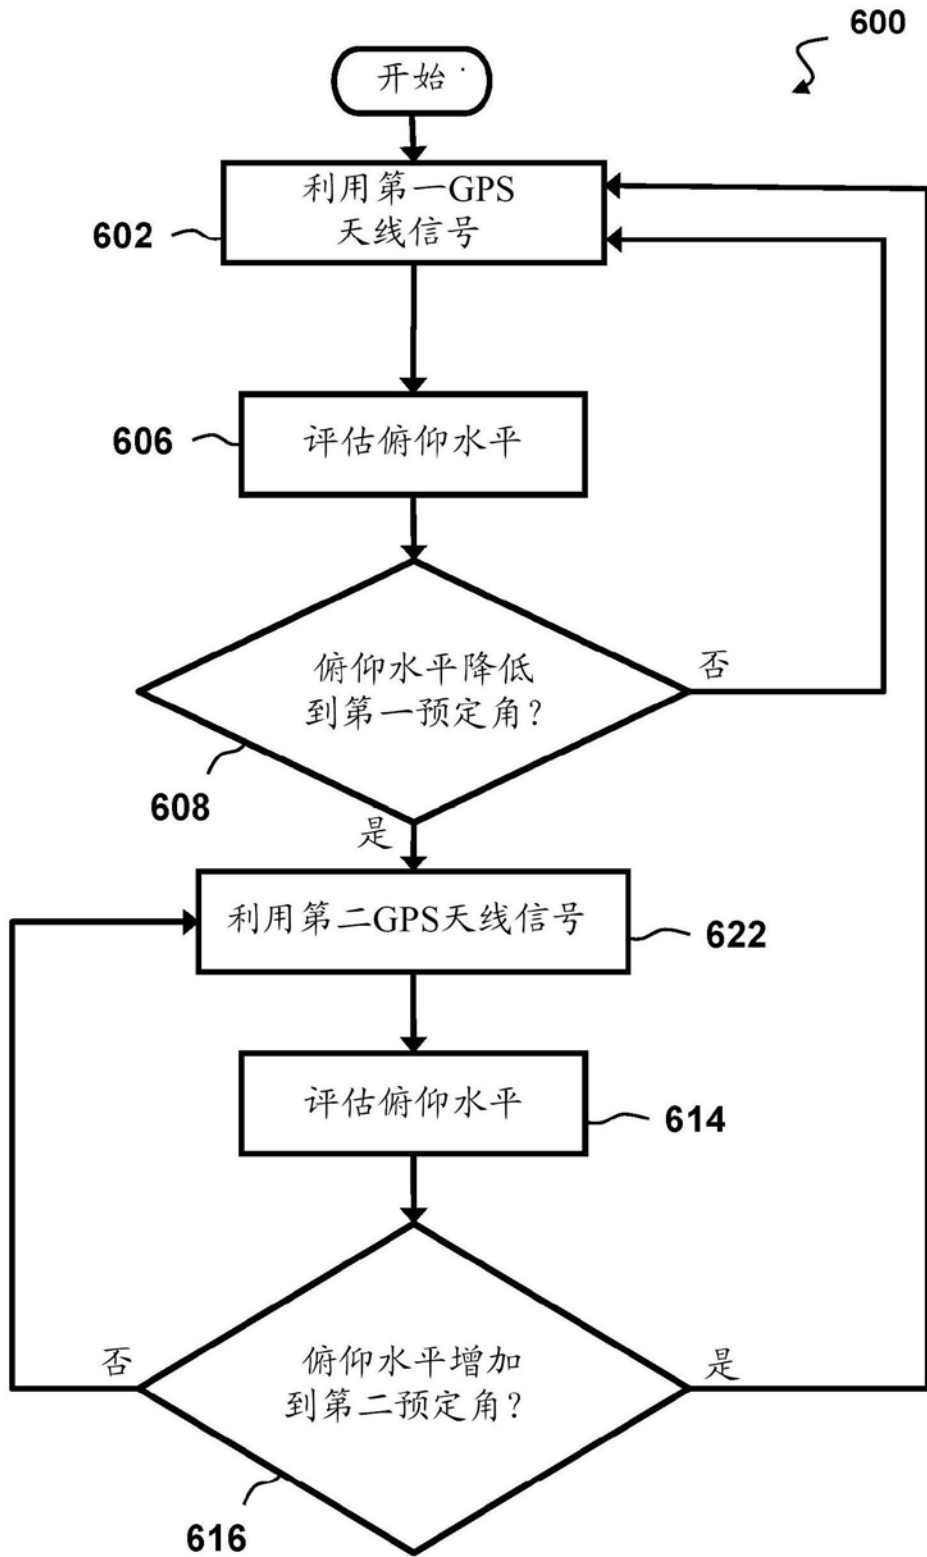 600
开始
利用第一GPS
天线信号
602
评估俯仰水平
606
俯仰水平降低
到第一预定角?
否
608
是
利用第二GPS天线信号
622
评估俯仰水平
614
俯仰水平增加
到第二预定角?
否
是
616